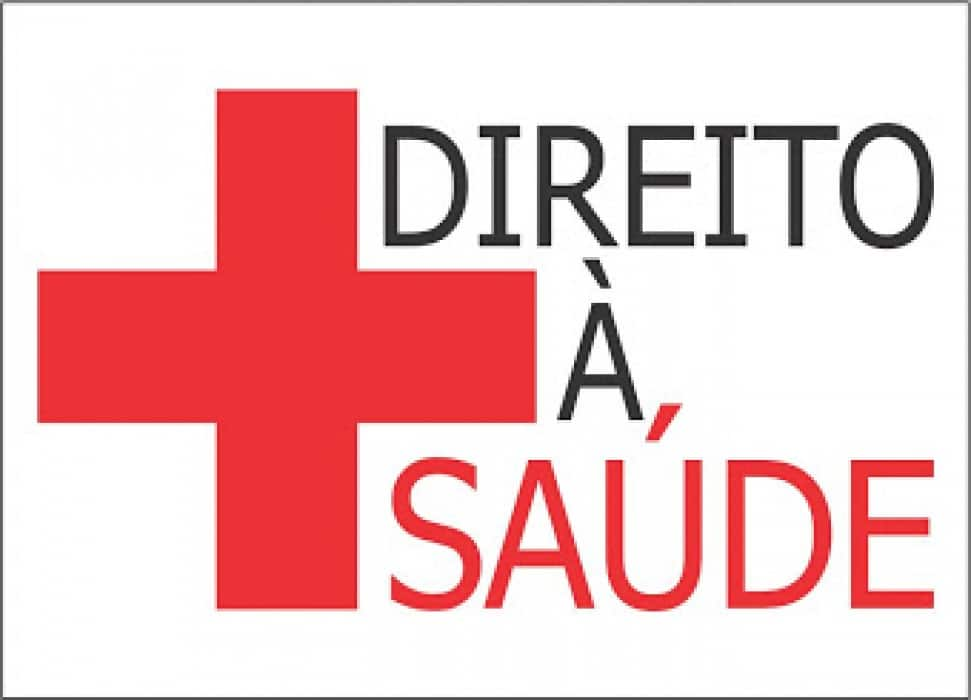 DIREITO
À
SAÚDE